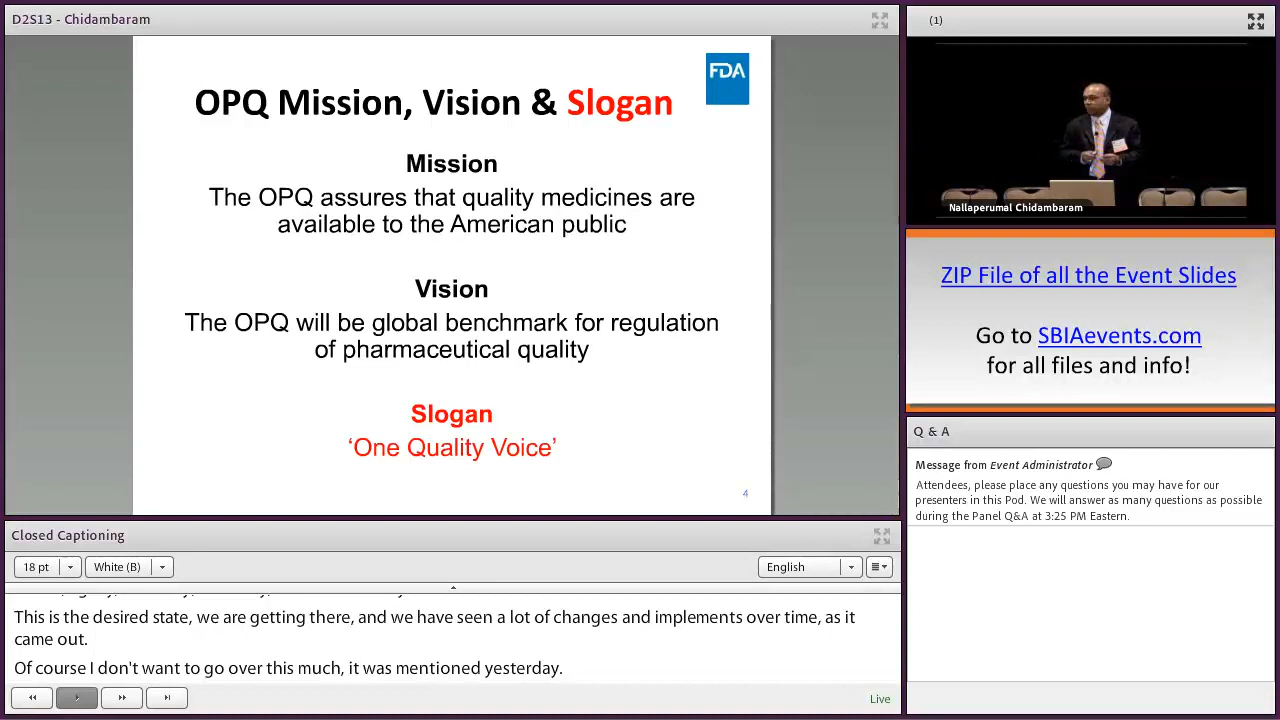 D2S13 - Chidambaram
FDA
OPQ Mission, Vision & Slogan
Mission
The OPQ assures that quality medicines are
available to the American public
Vision
The OPQ will be global benchmark for regulation
of pharmaceutical quality
Slogan
‘One Quality Voice’
4
(1)
Nallaperumal Chidambaram
ZIP File of all the Event Slides
Go to SBIAevents.com
for all files and info!
Q & A
Message from Event Administrator
Attendees, please place any questions you may have for our
presenters in this Pod. We will answer as many questions as possible
during the Panel Q&A at 3:25 PM Eastern.
Closed Captioning
18 pt
White (B)
English
This is the desired state, we are getting there, and we have seen a lot of changes and implements over time, as it
came out.
Of course I don't want to go over this much, it was mentioned yesterday.
Live